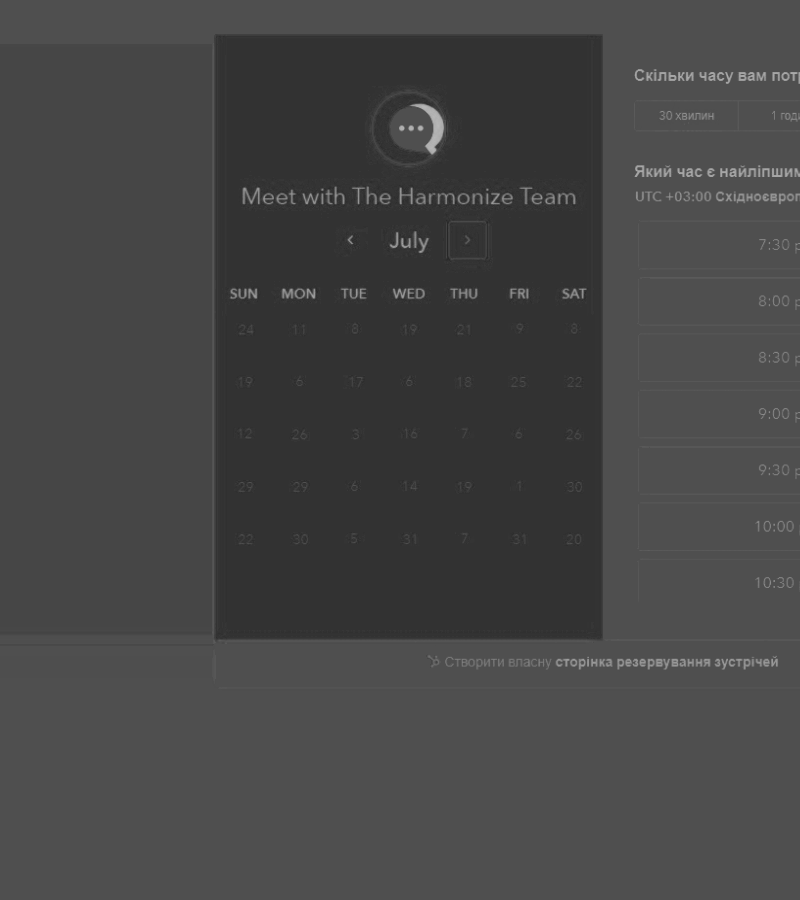 Meet with The Harmonize Team
July
SUN MON TUE WED THU FRI SAT
24 11 8 19 21 9 8
19 6 17 6 18 25 22
12 26 3 16 7 6 26
29 29 6 14 19 1 30
22 30 5 31 7 31 20
Скільки часу вам
30 хвилин 1
Який час є
UTC +03:00
7:30
8:00
8:30
9:00
9:30
10:00
10:30
Створити власну сторінка резервування зустрічей